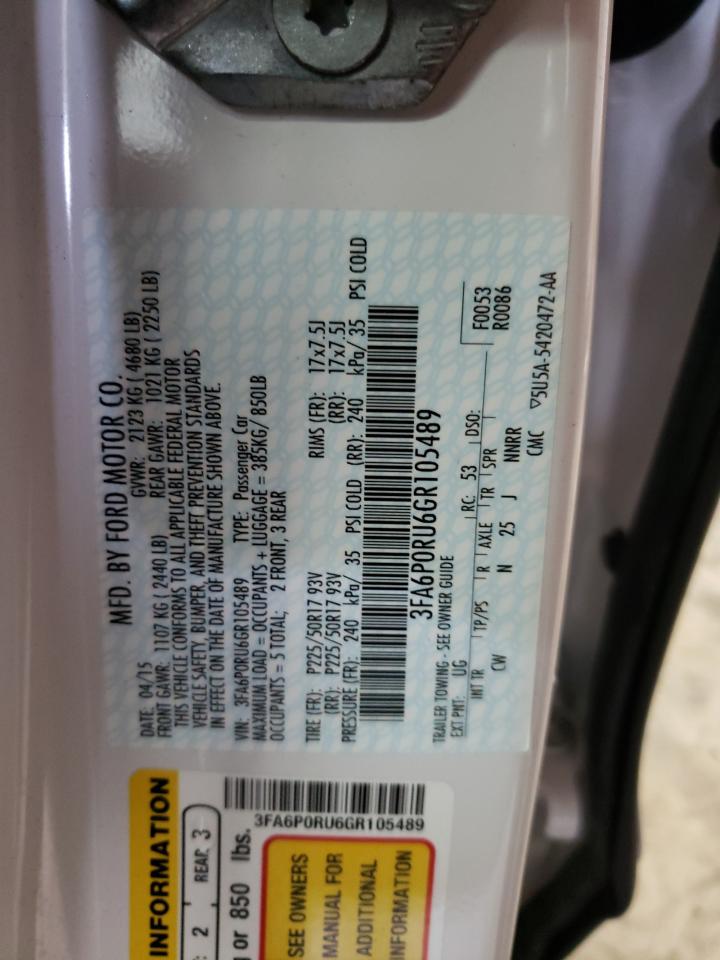 MFD. BY FORD MOTOR CO.
DATE: 04/15 GVWR: 2123 KG ( 4680 LB)
FRONT GAWR: 1107 KG ( 2440 LB) REAR GAWR: 1021 KG ( 2250 LB)
THIS VEHICLE CONFORMS TO ALL APPLICABLE FEDERAL MOTOR
VEHICLE SAFETY, BUMPER, AND THEFT PREVENTION STANDARDS
IN EFFECT ON THE DATE OF MANUFACTURE SHOWN ABOVE.
VIN: 3FA6P0RU6GR105489 TYPE: Passenger Car
MAXIMUM LOAD = OCCUPANTS + LUGGAGE = 385KG/ 850LB
OCCUPANTS = 5 TOTAL; 2 FRONT, 3 REAR
TIRE (FR): P225/50R17 93V RIMS (FR): 17x7.5J
(RR): P225/50R17 93V (RR): 17x7.5J
PRESSURE (FR): 240 kPa/ 35 PSI COLD (RR): 240 kPa/ 35 PSI COLD
3FA6P0RU6GR105489
TRAILER TOWING - SEE OWNER GUIDE
EXT PNT: UG RC: 53 DSO: F0053
R0086
INT TR TP/PS R AXLE TR SPR
CW N 25 J NNRR
CMC ▽5U5A-5420472-AA
INFORMATION
: 2 REAR 3
or 850 lbs.
3FA6P0RU6GR105489
SEE OWNERS
MANUAL FOR
ADDITIONAL
INFORMATION